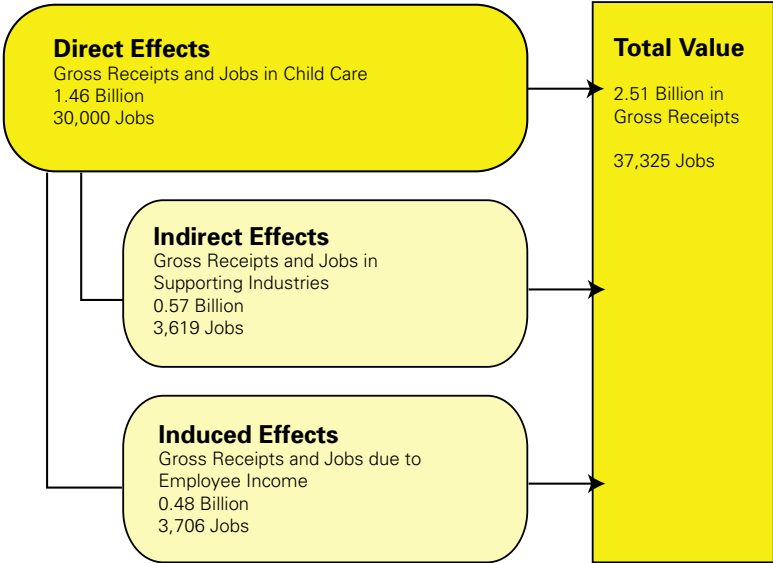 Direct Effects
Gross Receipts and Jobs in Child Care
1.46 Billion
30,000 Jobs
Total Value
2.51 Billion in
Gross Receipts
37,325 Jobs
Indirect Effects
Gross Receipts and Jobs in
Supporting Industries
0.57 Billion
3,619 Jobs
Induced Effects
Gross Receipts and Jobs due to
Employee Income
0.48 Billion
3,706 Jobs